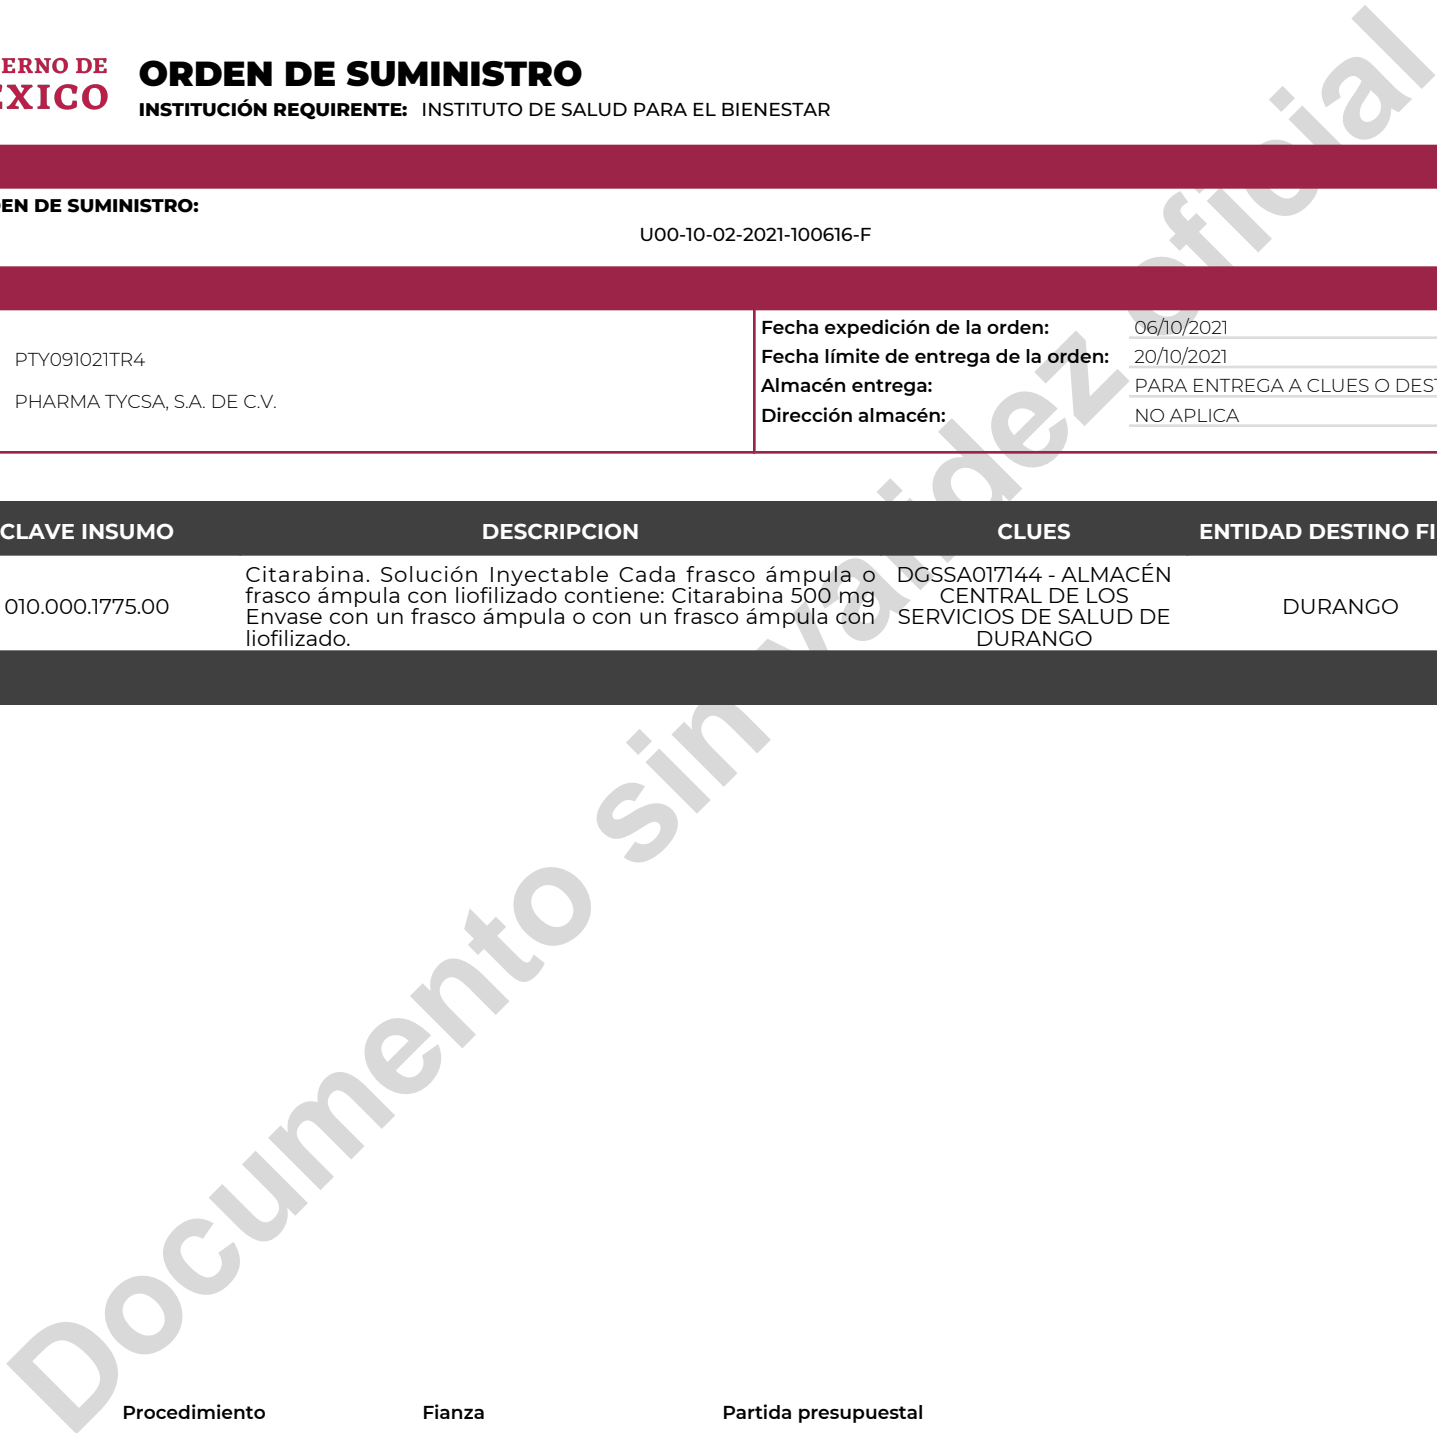 ERNO DE
ÉXICO
ORDEN DE SUMINISTRO
INSTITUCIÓN REQUIRENTE: INSTITUTO DE SALUD PARA EL BIENESTAR
EN DE SUMINISTRO:
U00-10-02-2021-100616-F
PTY091021TR4
PHARMA TYCSA, S.A. DE C.V.
Fecha expedición de la orden: 06/10/2021
Fecha límite de entrega de la orden: 20/10/2021
Almacén entrega: PARA ENTREGA A CLUES O DEST
Dirección almacén: NO APLICA
CLAVE INSUMO DESCRIPCION CLUES ENTIDAD DESTINO FI
010.000.1775.00
Citarabina. Solución Inyectable Cada frasco ámpula o
frasco ámpula con liofilizado contiene: Citarabina 500 mg
Envase con un frasco ámpula o con un frasco ámpula con
liofilizado.
DGSSA017144 - ALMACÉN
CENTRAL DE LOS
SERVICIOS DE SALUD DE
DURANGO
DURANGO
Documento sin validez oficial
Procedimiento Fianza Partida presupuestal